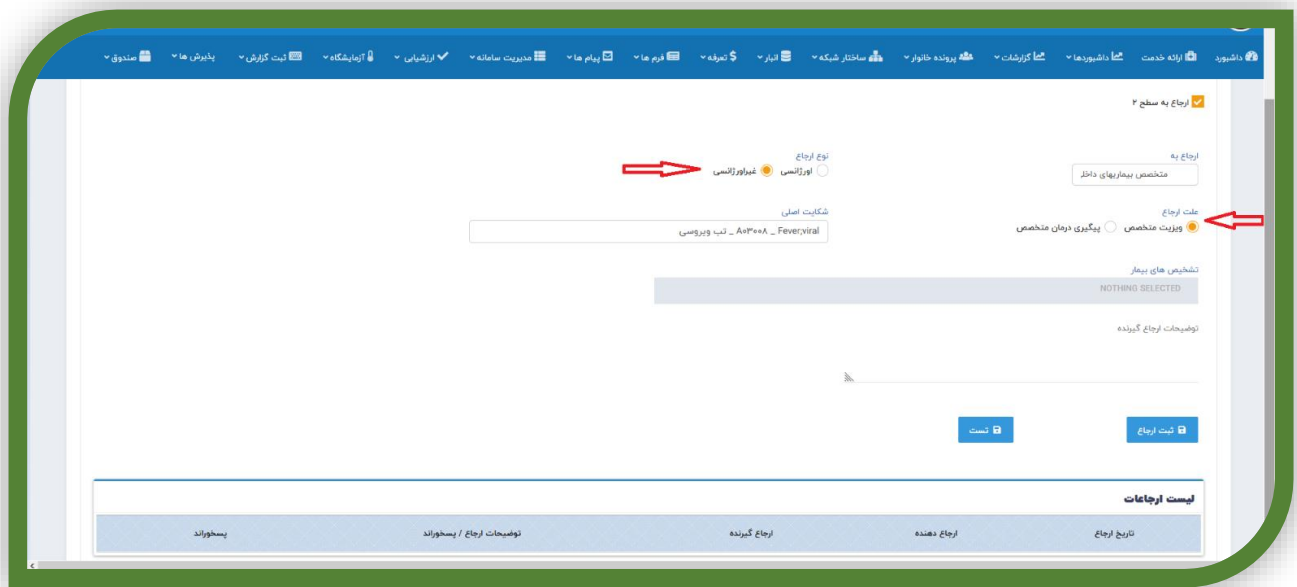 داشبورد ارائه خدمت داشبوردها گزارشات پرونده خانوار ساختار شبکه انبار تعرفه فرم ها پیام ها مدیریت سامانه ارزشیابی آزمایشگاه ثبت گزارش پذیرش ها صندوق
ارجاع به سطح ۲
ارجاع به نوع ارجاع
متخصص بیماریهای داخلـ اورژانسی غیراورژانسی
علت ارجاع شکایت اصلی
ویزیت متخصص پیگیری درمان متخصص A۰۳۰۰۸ _ Fever;viral _ تب ویروسی
تشخیص های بیمار
NOTHING SELECTED
توضیحات ارجاع گیرنده
ثبت ارجاع تست
لیست ارجاعات
تاریخ ارجاع ارجاع دهنده ارجاع گیرنده توضیحات ارجاع / پسخوراند پسخوراند